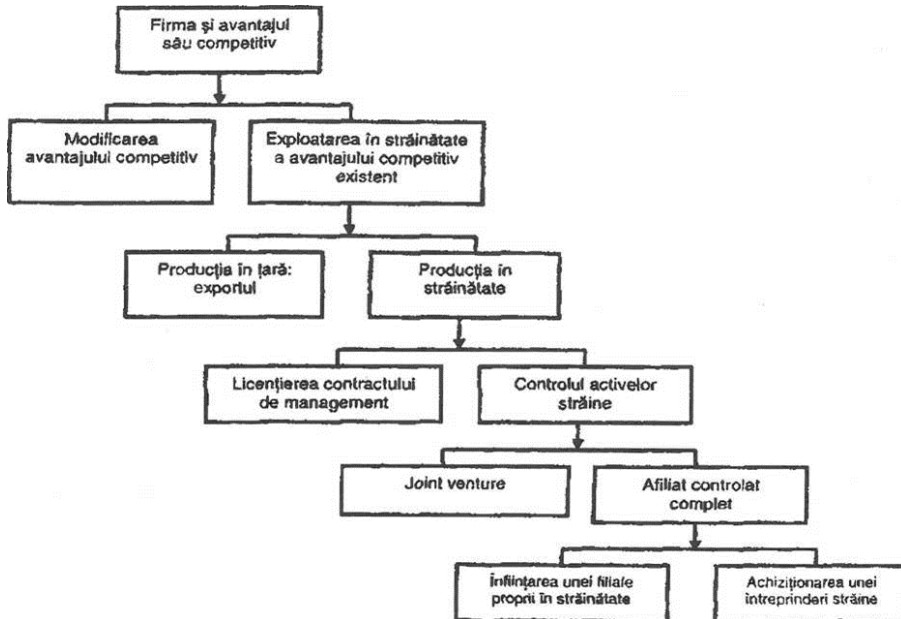 Firma şi avantajul
său competitiv
Modificarea
avantajului competitiv
Exploatarea în străinătate
a avantajului competitiv
existent
Producţia în ţară:
exportul
Producţia în
străinătate
Licenţierea contractului
de management
Controlul activelor
străine
Joint venture
Afiliat controlat
complet
Înfiinţarea unei filiale
proprii în străinătate
Achiziţionarea unei
întreprinderi străine